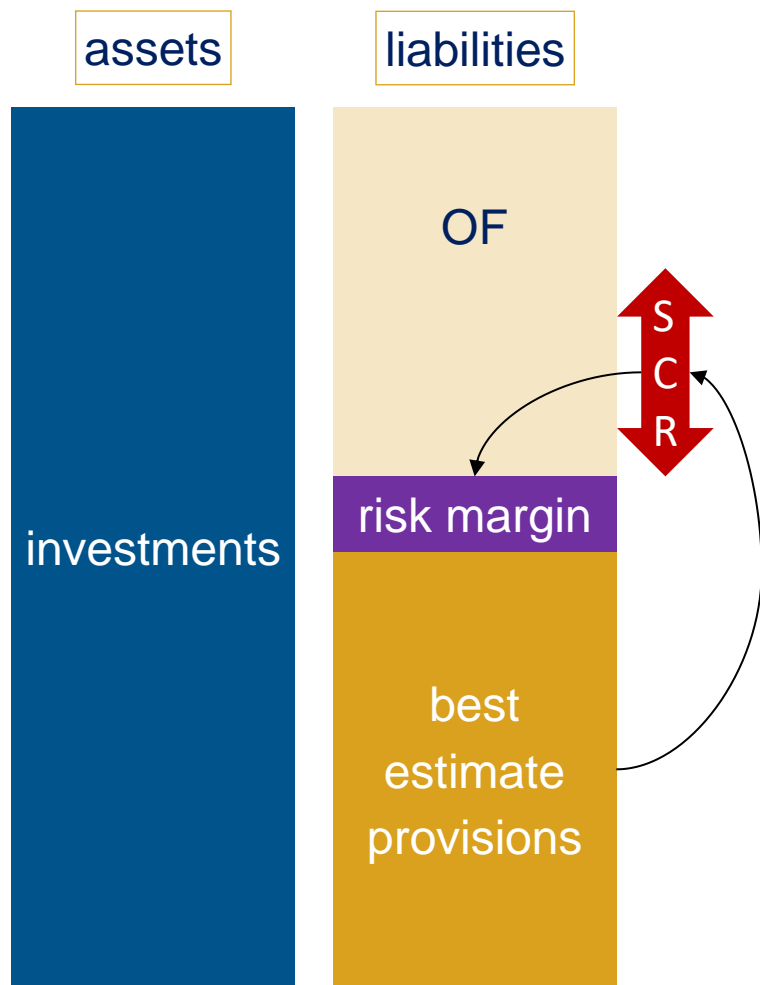 assets
liabilities
OF
S
C
R
risk margin
investments
best
estimate
provisions